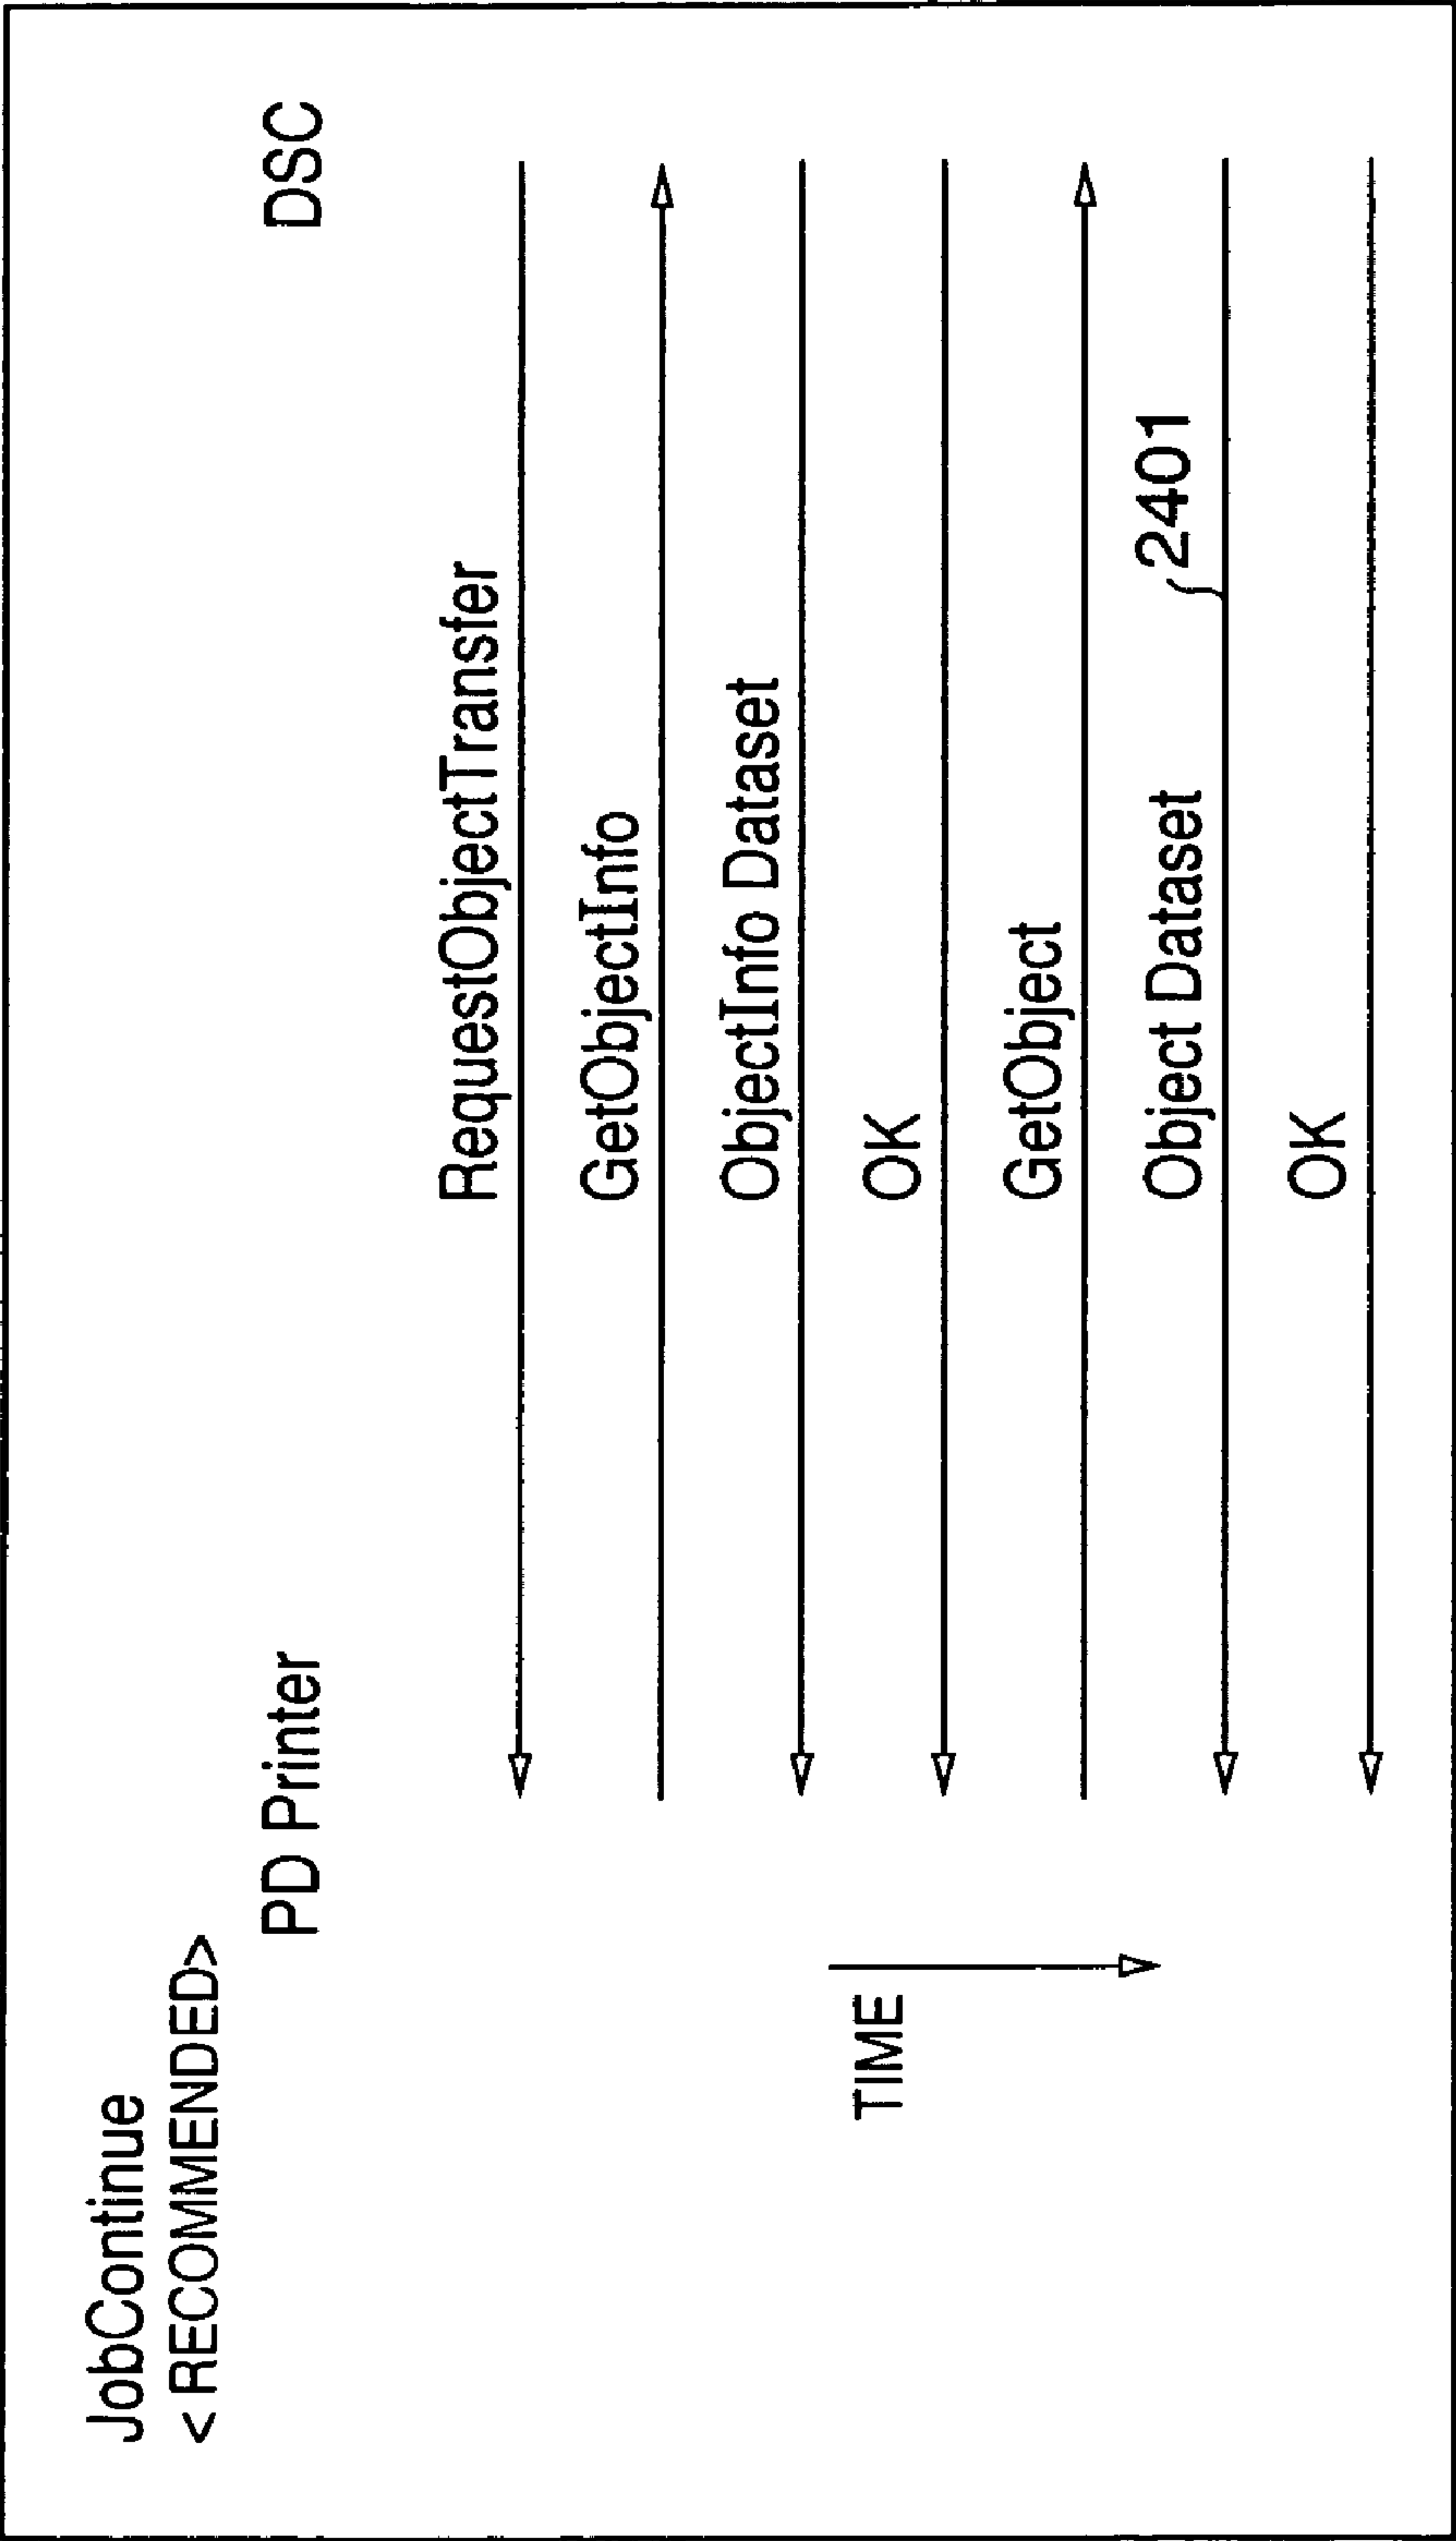 JobContinue
<RECOMMENDED>
PD Printer
DSC
RequestObjectTransfer
GetObjectInfo
ObjectInfo Dataset
TIME
OK
GetObject
Object Dataset
2401
OK